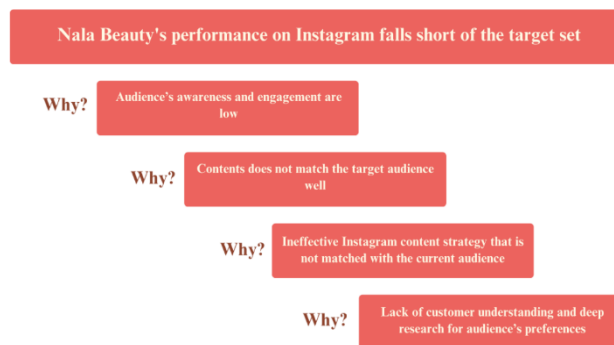 Nala Beauty's performance on Instagram falls short of the target set
Why?
Audience's awareness and engagement are
low
Why?
Contents does not match the target audience
well
Why?
Ineffective Instagram content strategy that is
not matched with the current audience
Why?
Lack of customer understanding and deep
research for audience's preferences